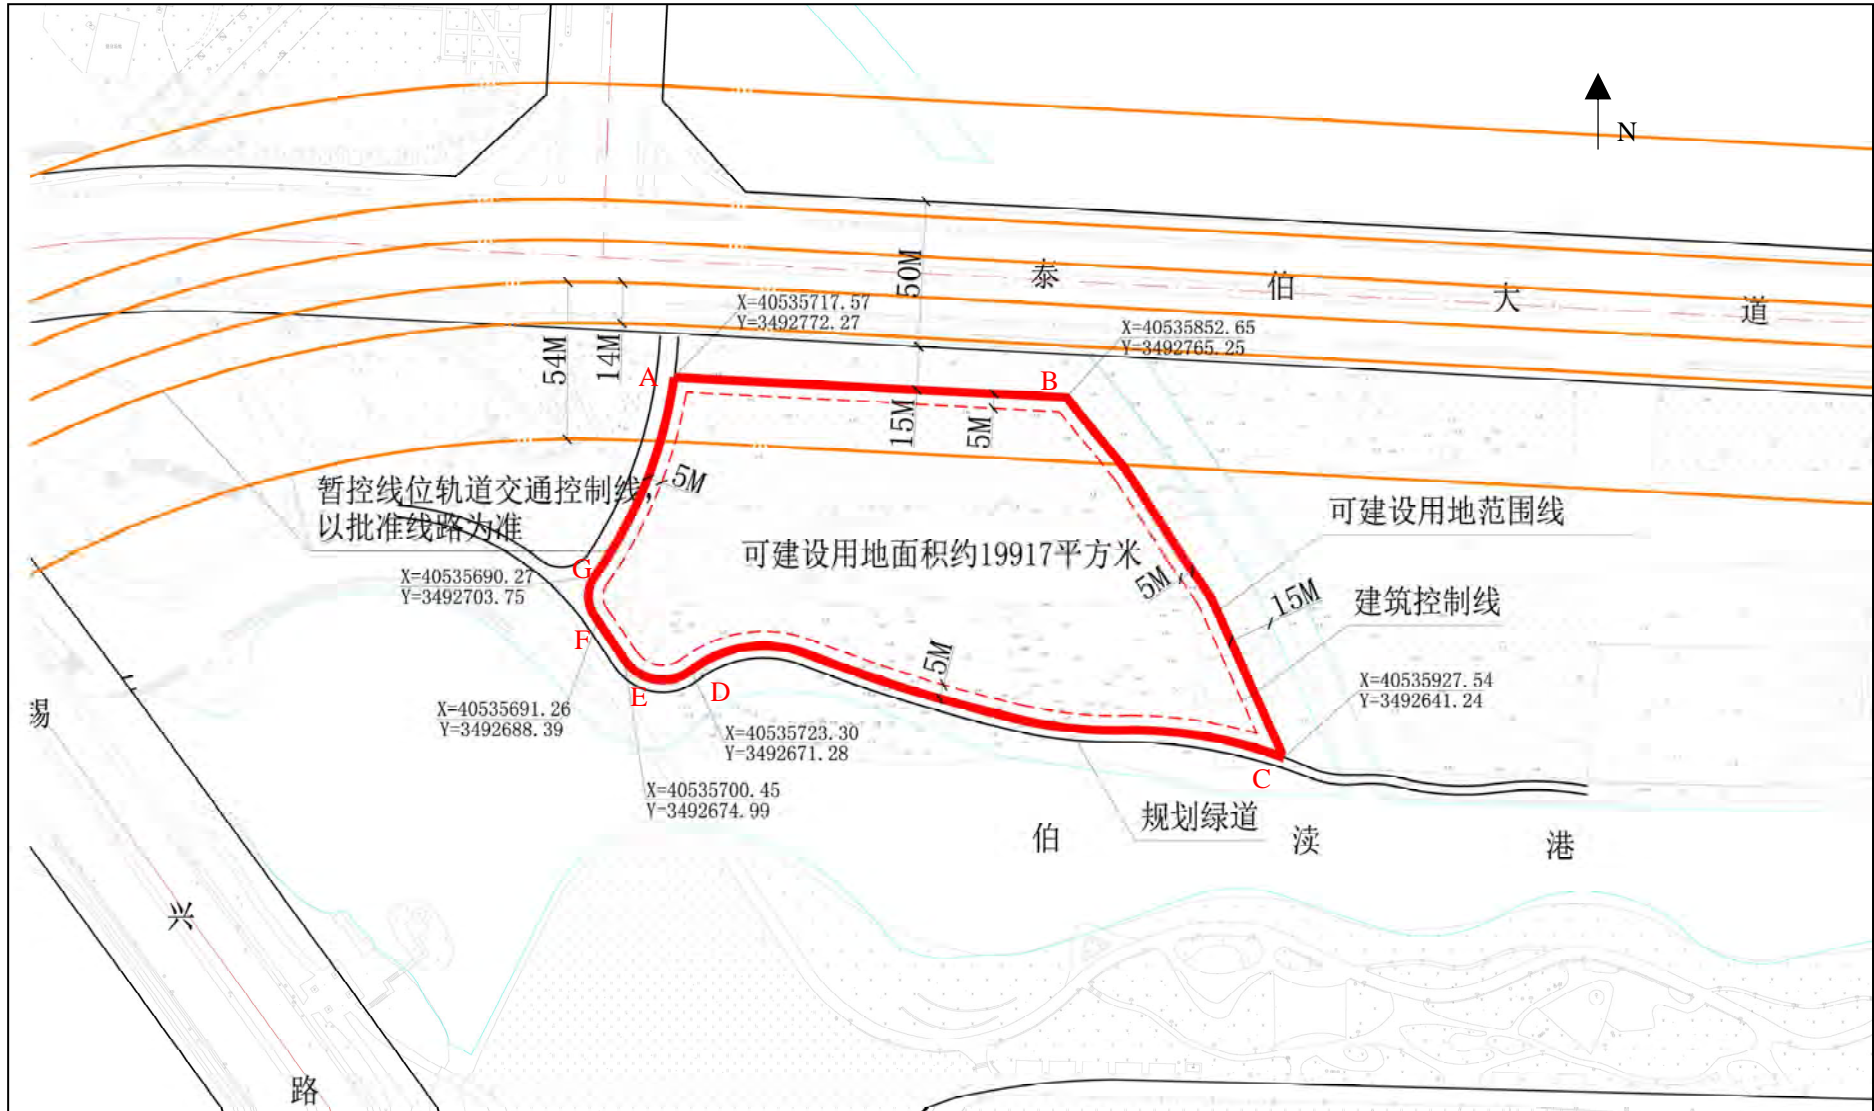 N
泰 伯 大 道
50M
X=40535717.57
Y=3492772.27
X=40535852.65
Y=3492765.25
54M
14M
A
B
15M
5M
5M
暂控线位轨道交通控制线，
以批准线路为准
可建设用地范围线
可建设用地面积约19917平方米
G
X=40535690.27
Y=3492703.75
5M
15M
建筑控制线
F
5M
X=40535927.54
Y=3492641.24
E
D
X=40535691.26
Y=3492688.39
X=40535723.30
Y=3492671.28
C
X=40535700.45
Y=3492674.99
规划绿道
伯 渎 港
锡
兴
路